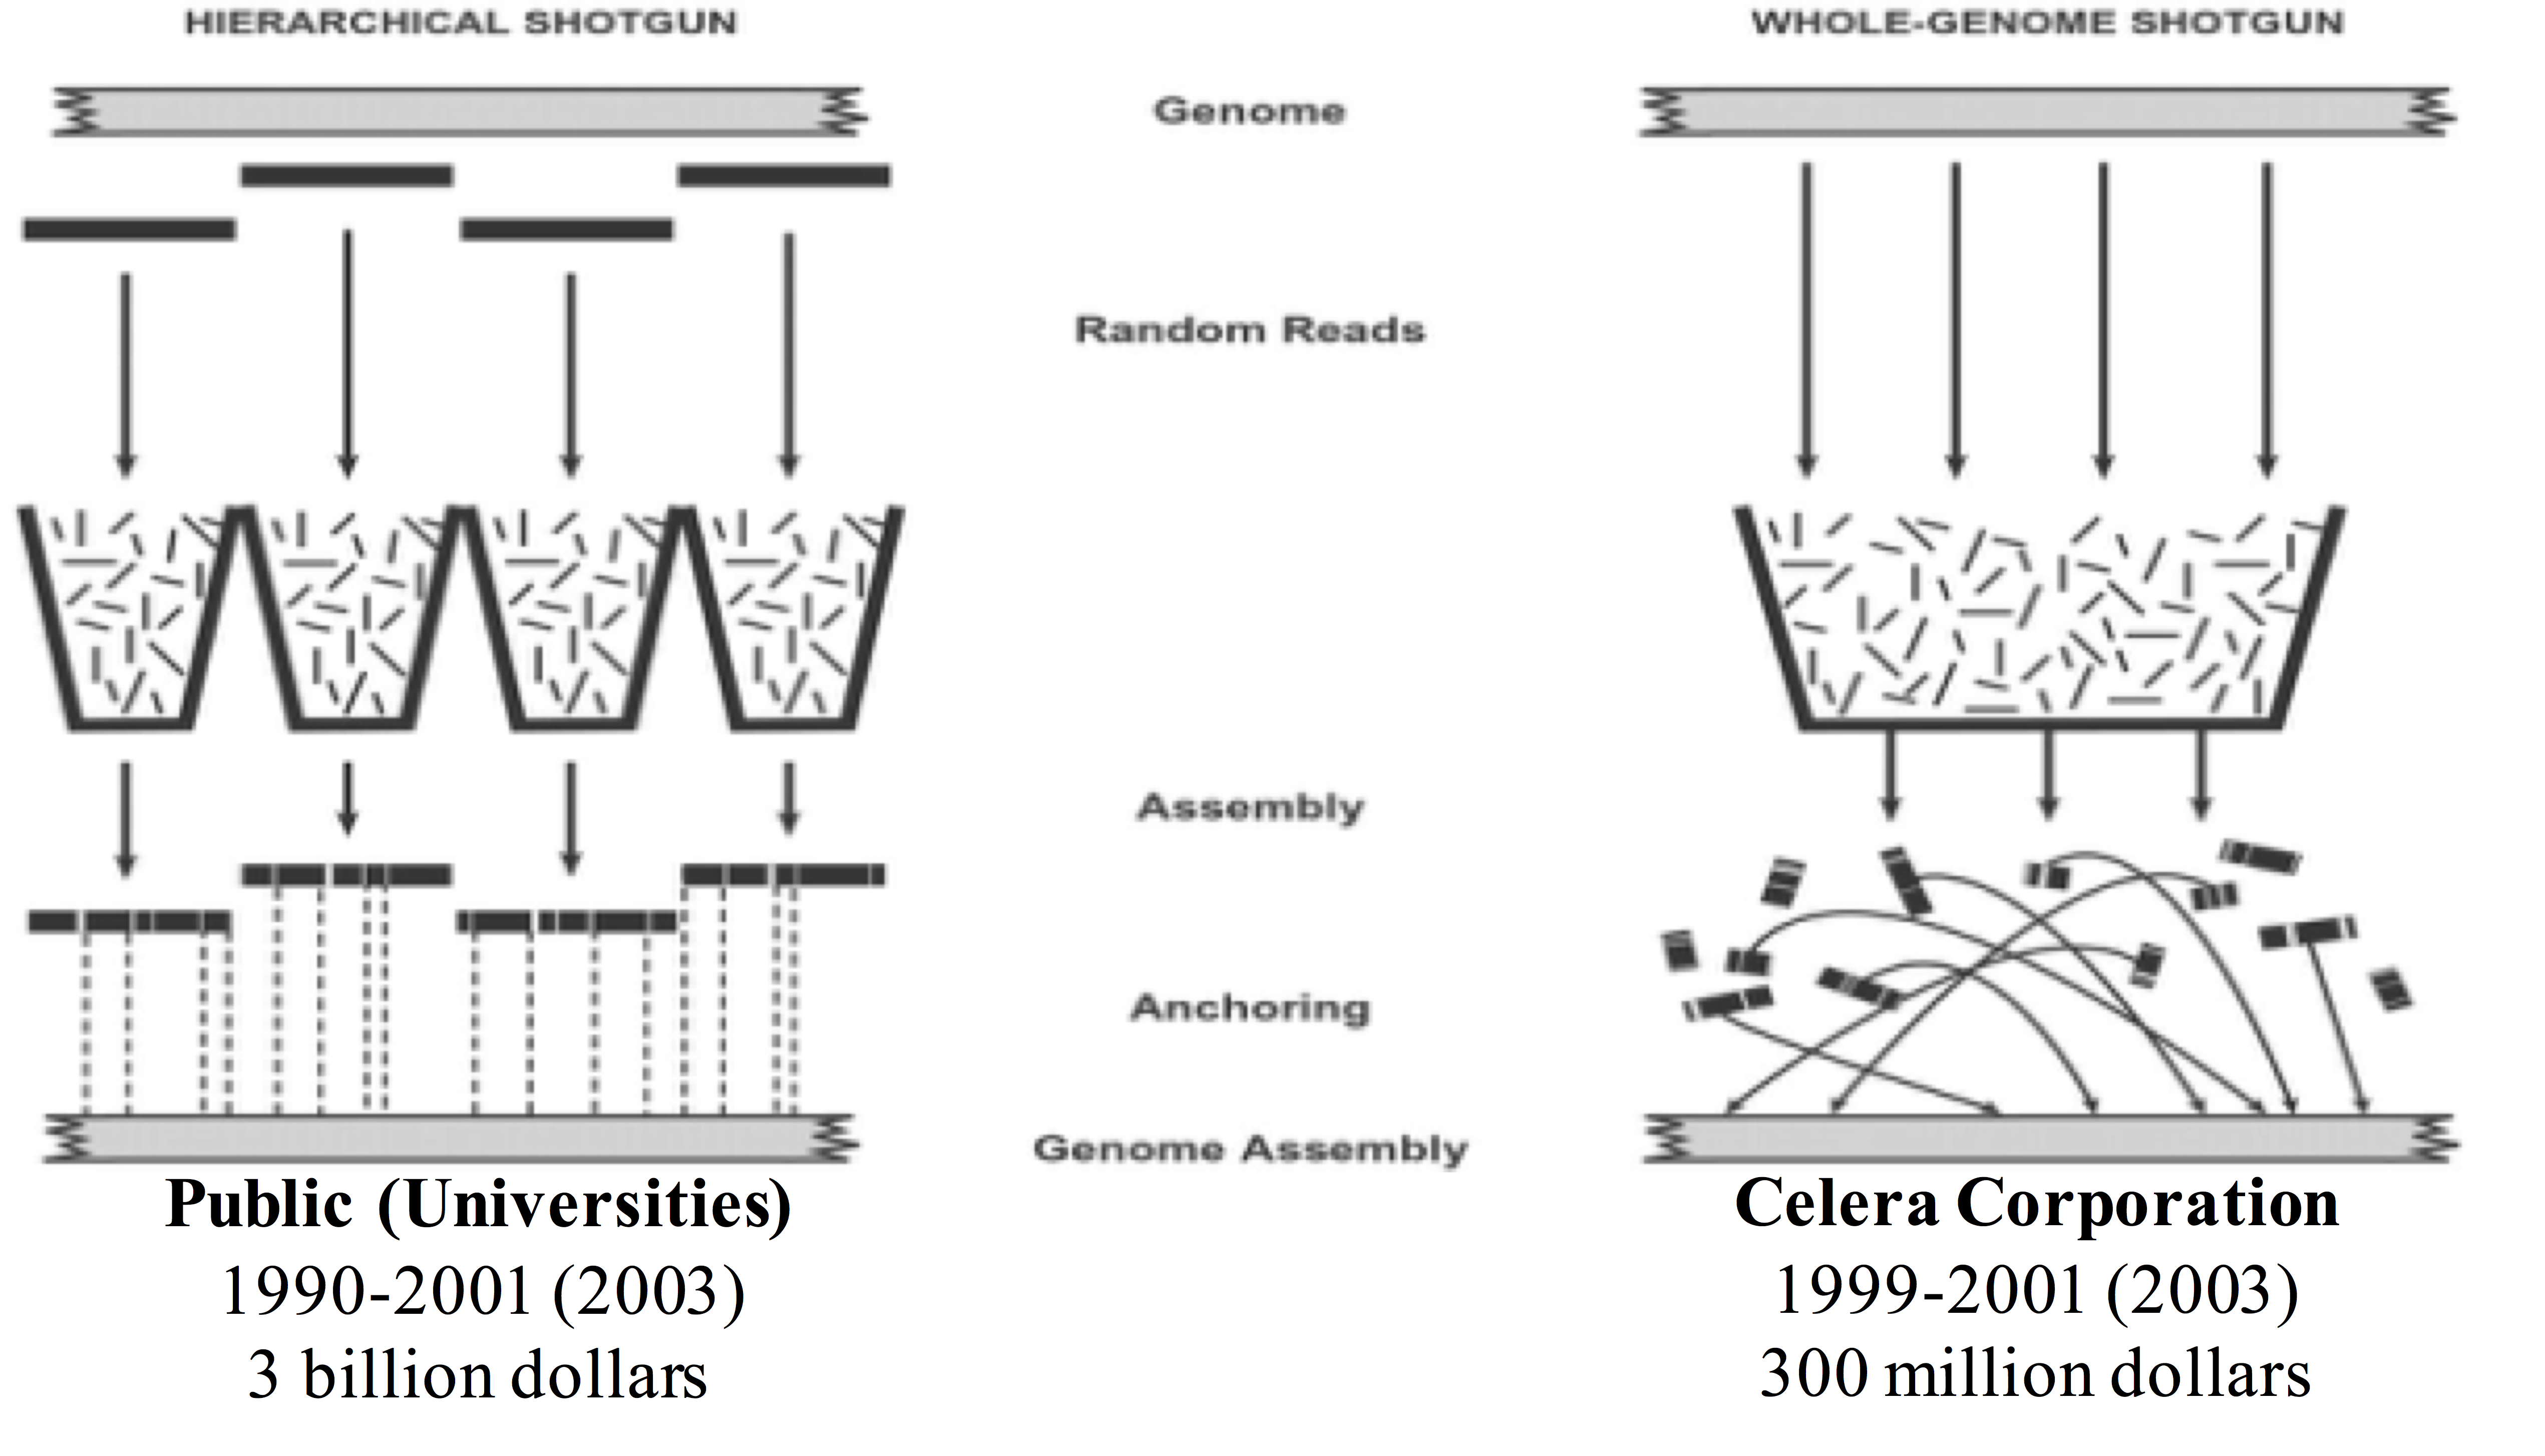 HIERARCHICAL SHOTGUN
WHOLE-GENOME SHOTGUN
Genome
Random Reads
Assembly
Anchoring
Genome Assembly
Public (Universities)
1990-2001 (2003)
3 billion dollars
Celera Corporation
1999-2001 (2003)
300 million dollars